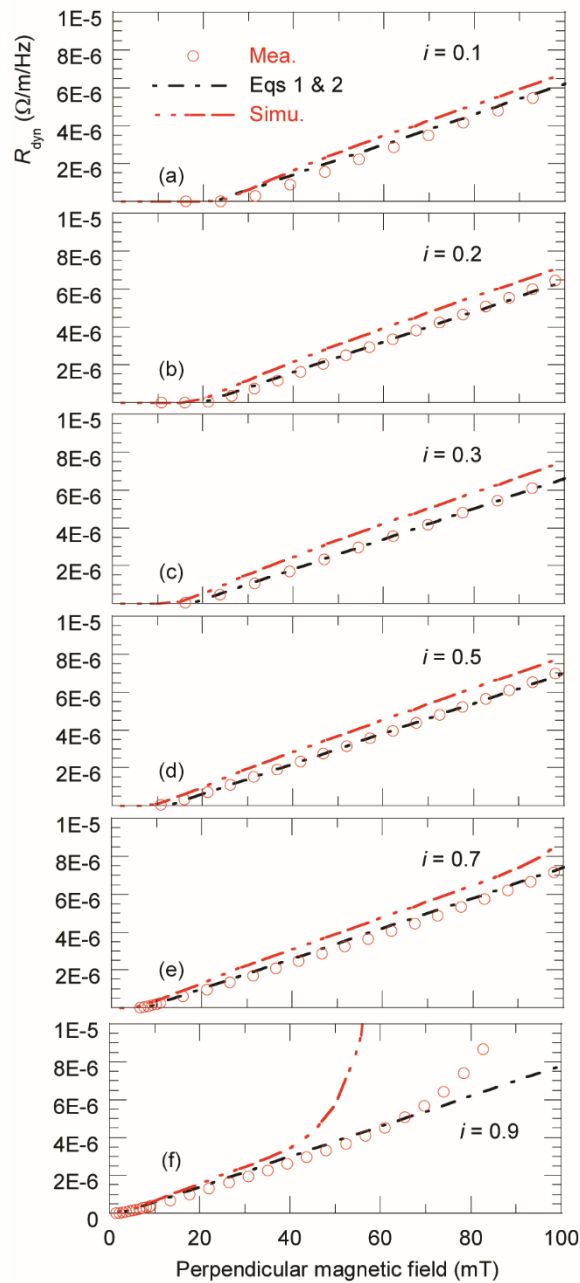 1E-5
8E-6
6E-6
4E-6
2E-6
R_dyn (Ω/m/Hz)
Mea.
Eqs 1 & 2
Simu.
i = 0.1
(a)
1E-5
8E-6
6E-6
4E-6
2E-6
i = 0.2
(b)
1E-5
8E-6
6E-6
4E-6
2E-6
i = 0.3
(c)
1E-5
8E-6
6E-6
4E-6
2E-6
i = 0.5
(d)
1E-5
8E-6
6E-6
4E-6
2E-6
i = 0.7
(e)
1E-5
8E-6
6E-6
4E-6
2E-6
0
i = 0.9
(f)
0 20 40 60 80 100
Perpendicular magnetic field (mT)